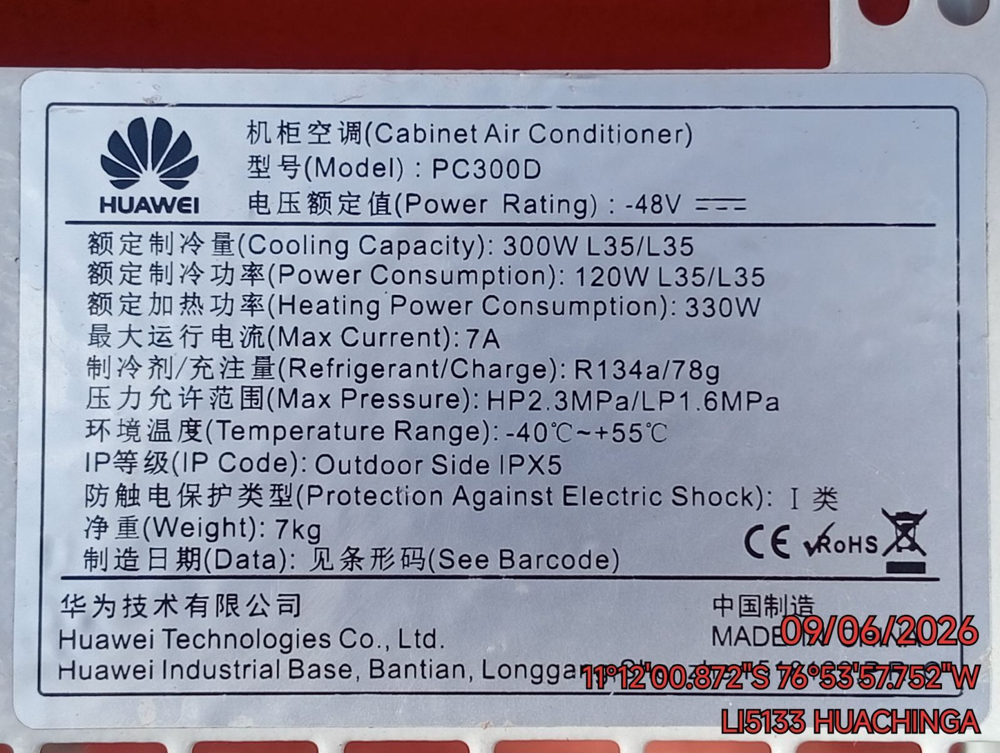 HUAWEI
机柜空调(Cabinet Air Conditioner)
型号(Model) : PC300D
电压额定值(Power Rating) : -48V
额定制冷量(Cooling Capacity): 300W L35/L35
额定制冷功率(Power Consumption): 120W L35/L35
额定加热功率(Heating Power Consumption): 330W
最大运行电流(Max Current): 7A
制冷剂/充注量(Refrigerant/Charge): R134a/78g
压力允许范围(Max Pressure): HP2.3MPa/LP1.6MPa
环境温度(Temperature Range): -40℃~+55℃
IP等级(IP Code): Outdoor Side IPX5
防触电保护类型(Protection Against Electric Shock): I 类
净重(Weight): 7kg
制造日期(Data): 见条形码(See Barcode)
CE RoHS
华为技术有限公司
中国制造
Huawei Technologies Co., Ltd.
MADE IN CHINA
Huawei Industrial Base, Bantian, Longgang,
09/06/2026
11°12'00.872"S 76°53'57.752"W
LI5133 HUACHINGA